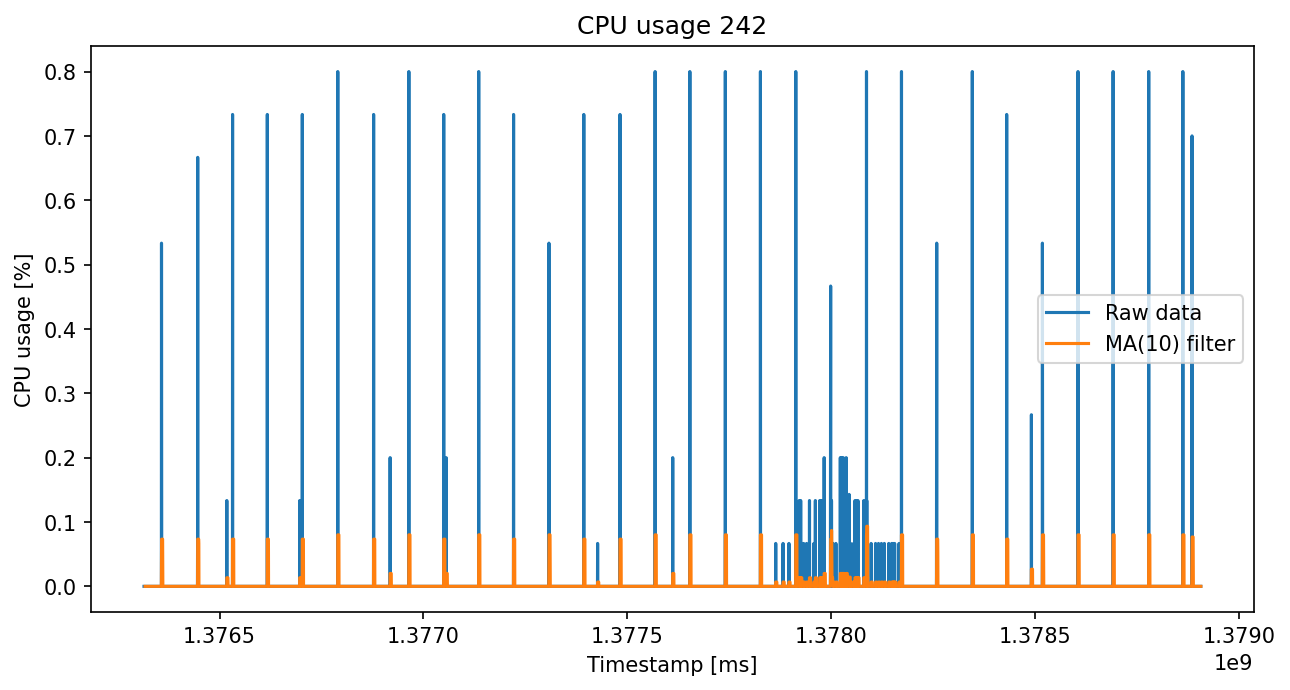 CPU usage 242
CPU usage [%]
0.8
0.7
0.6
0.5
0.4
0.3
0.2
0.1
0.0
Raw data
MA(10) filter
1.3765 1.3770 1.3775 1.3780 1.3785 1.3790
1e9
Timestamp [ms]